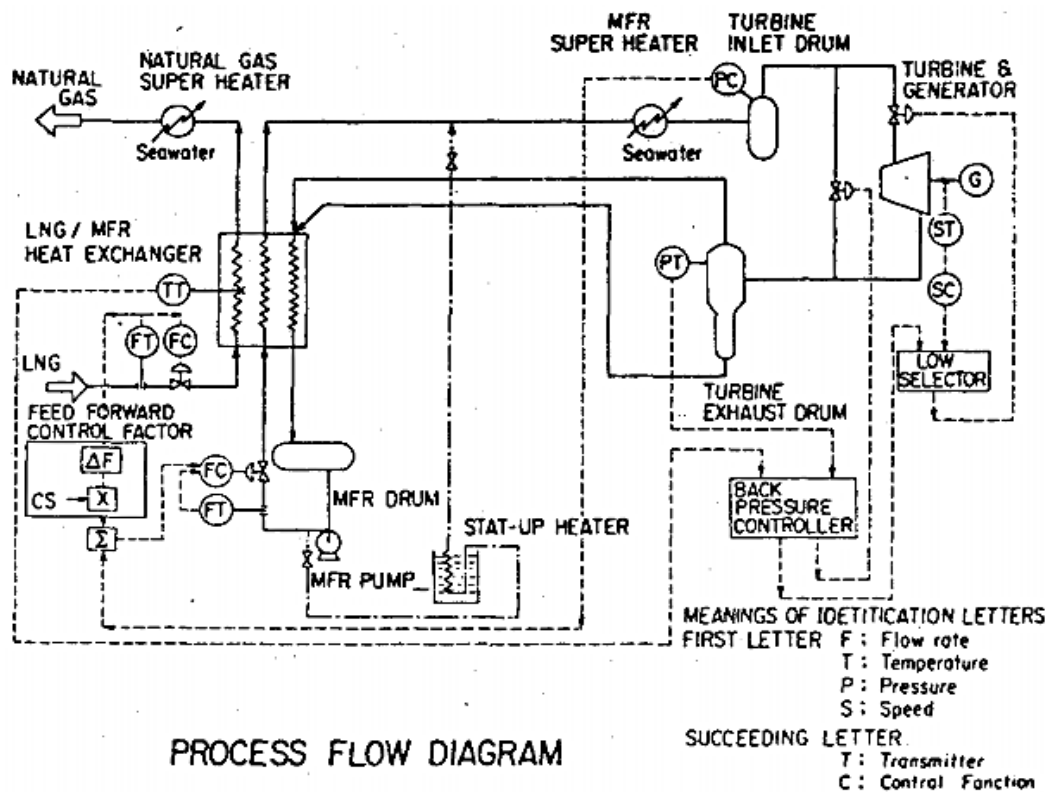 MFR
SUPER HEATER
TURBINE
INLET DRUM
NATURAL GAS
SUPER HEATER
NATURAL
GAS
PC
TURBINE &
GENERATOR
Seawater
Seawater
G
LNG / MFR
HEAT EXCHANGER
ST
PT
TT
SC
FT
FC
LNG
LOW
SELECTOR
TURBINE
EXHAUST DRUM
FEED FORWARD
CONTROL FACTOR
ΔF
FC
CS
X
MFR DRUM
BACK
PRESSURE
CONTROLLER
FT
STAT-UP HEATER
Σ
MFR PUMP
MEANINGS OF IDETITICATION LETTERS
FIRST LETTER F : Flow rate
T : Temperature
P : Pressure
S : Speed
PROCESS FLOW DIAGRAM
SUCCEEDING LETTER
T : Transmitter
C : Control Fanction